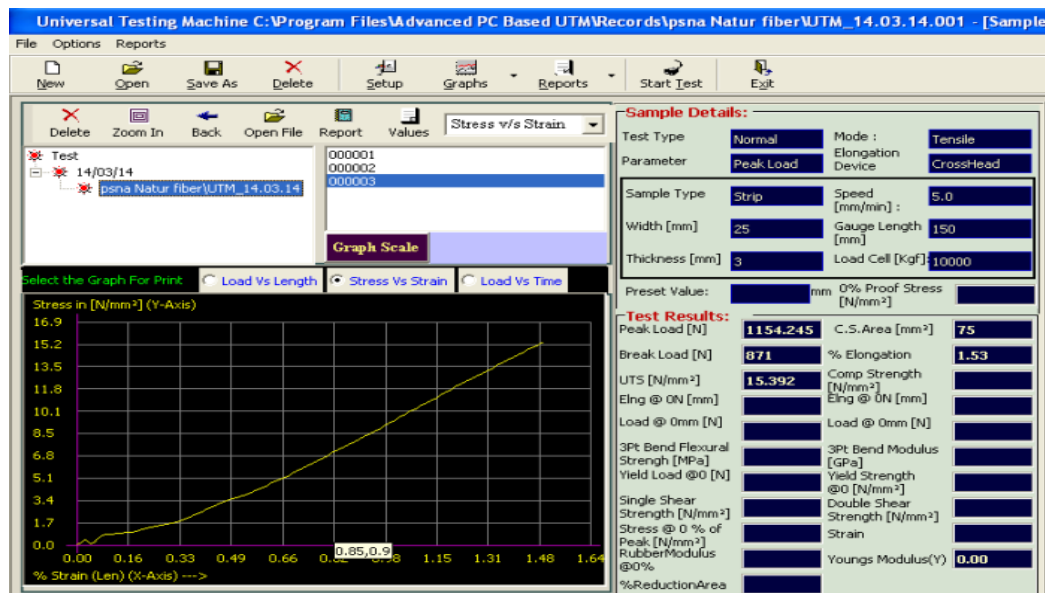 Universal Testing Machine C:\Program Files\Advanced PC Based UTM\Records\psna Natur fiber\UTM_14.03.14.001 - [Sample
File Options Reports
New Open Save As Delete Setup Graphs Reports Start Test Exit
Delete Zoom In Back Open File Report Values Stress v/s Strain
Test
14/03/14
psna Natur fiber\UTM_14.03.14
000001
000002
000003
Graph Scale
Select the Graph For Print Load Vs Length Stress Vs Strain Load Vs Time
Stress in [N/mm²] (Y-Axis)
16.9
15.2
13.5
11.8
10.1
8.5
6.8
5.1
3.4
1.7
0.0
0.00 0.16 0.33 0.49 0.66 0.85,0.9 1.15 1.31 1.48 1.64
% Strain (Len) (X-Axis) --->
Sample Details:
Test Type Normal Mode : Tensile
Parameter Peak Load Elongation Device CrossHead
Sample Type Strip Speed [mm/min] : 5.0
Width [mm] 25 Gauge Length [mm] 150
Thickness [mm] 3 Load Cell [Kgf]: 10000
Preset Value: mm 0% Proof Stress [N/mm²]
Test Results:
Peak Load [N] 1154.245 C.S.Area [mm²] 75
Break Load [N] 871 % Elongation 1.53
UTS [N/mm²] 15.392 Comp Strength [N/mm²]
Elng @ 0N [mm] Elng @ 0N [mm]
Load @ 0mm [N] Load @ 0mm [N]
3Pt Bend Flexural Strengh [MPa] 3Pt Bend Modulus [GPa]
Yield Load @0 [N] Yield Strength @0 [N/mm²]
Single Shear Strength [N/mm²] Double Shear Strength [N/mm²]
Stress @ 0 % of Peak [N/mm²] Strain
RubberModulus @0% Youngs Modulus(Y) 0.00
%ReductionArea